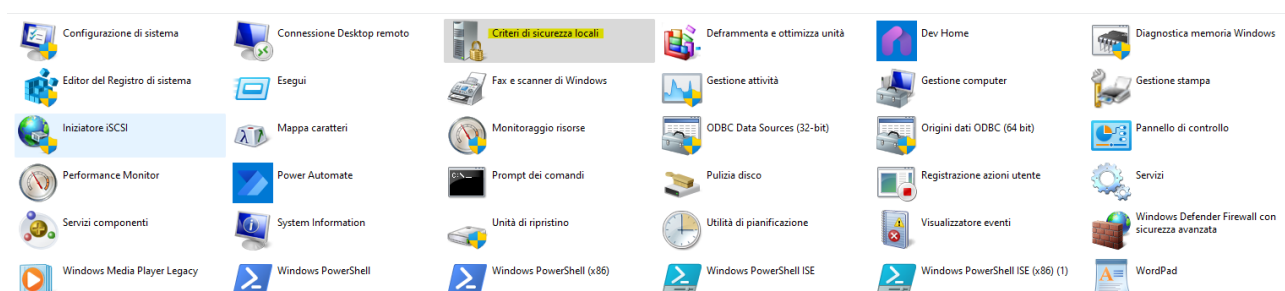 Configurazione di sistema
Connessione Desktop remoto
Criteri di sicurezza locali
Deframmenta e ottimizza unità
Dev Home
Diagnostica memoria Windows
Editor del Registro di sistema
Esegui
Fax e scanner di Windows
Gestione attività
Gestione computer
Gestione stampa
Iniziatore iSCSI
Mappa caratteri
Monitoraggio risorse
ODBC Data Sources (32-bit)
Origini dati ODBC (64 bit)
Pannello di controllo
Performance Monitor
Power Automate
Prompt dei comandi
Pulizia disco
Registrazione azioni utente
Servizi
Servizi componenti
System Information
Unità di ripristino
Utilità di pianificazione
Visualizzatore eventi
Windows Defender Firewall con
sicurezza avanzata
Windows Media Player Legacy
Windows PowerShell
Windows PowerShell (x86)
Windows PowerShell ISE
Windows PowerShell ISE (x86) (1)
WordPad